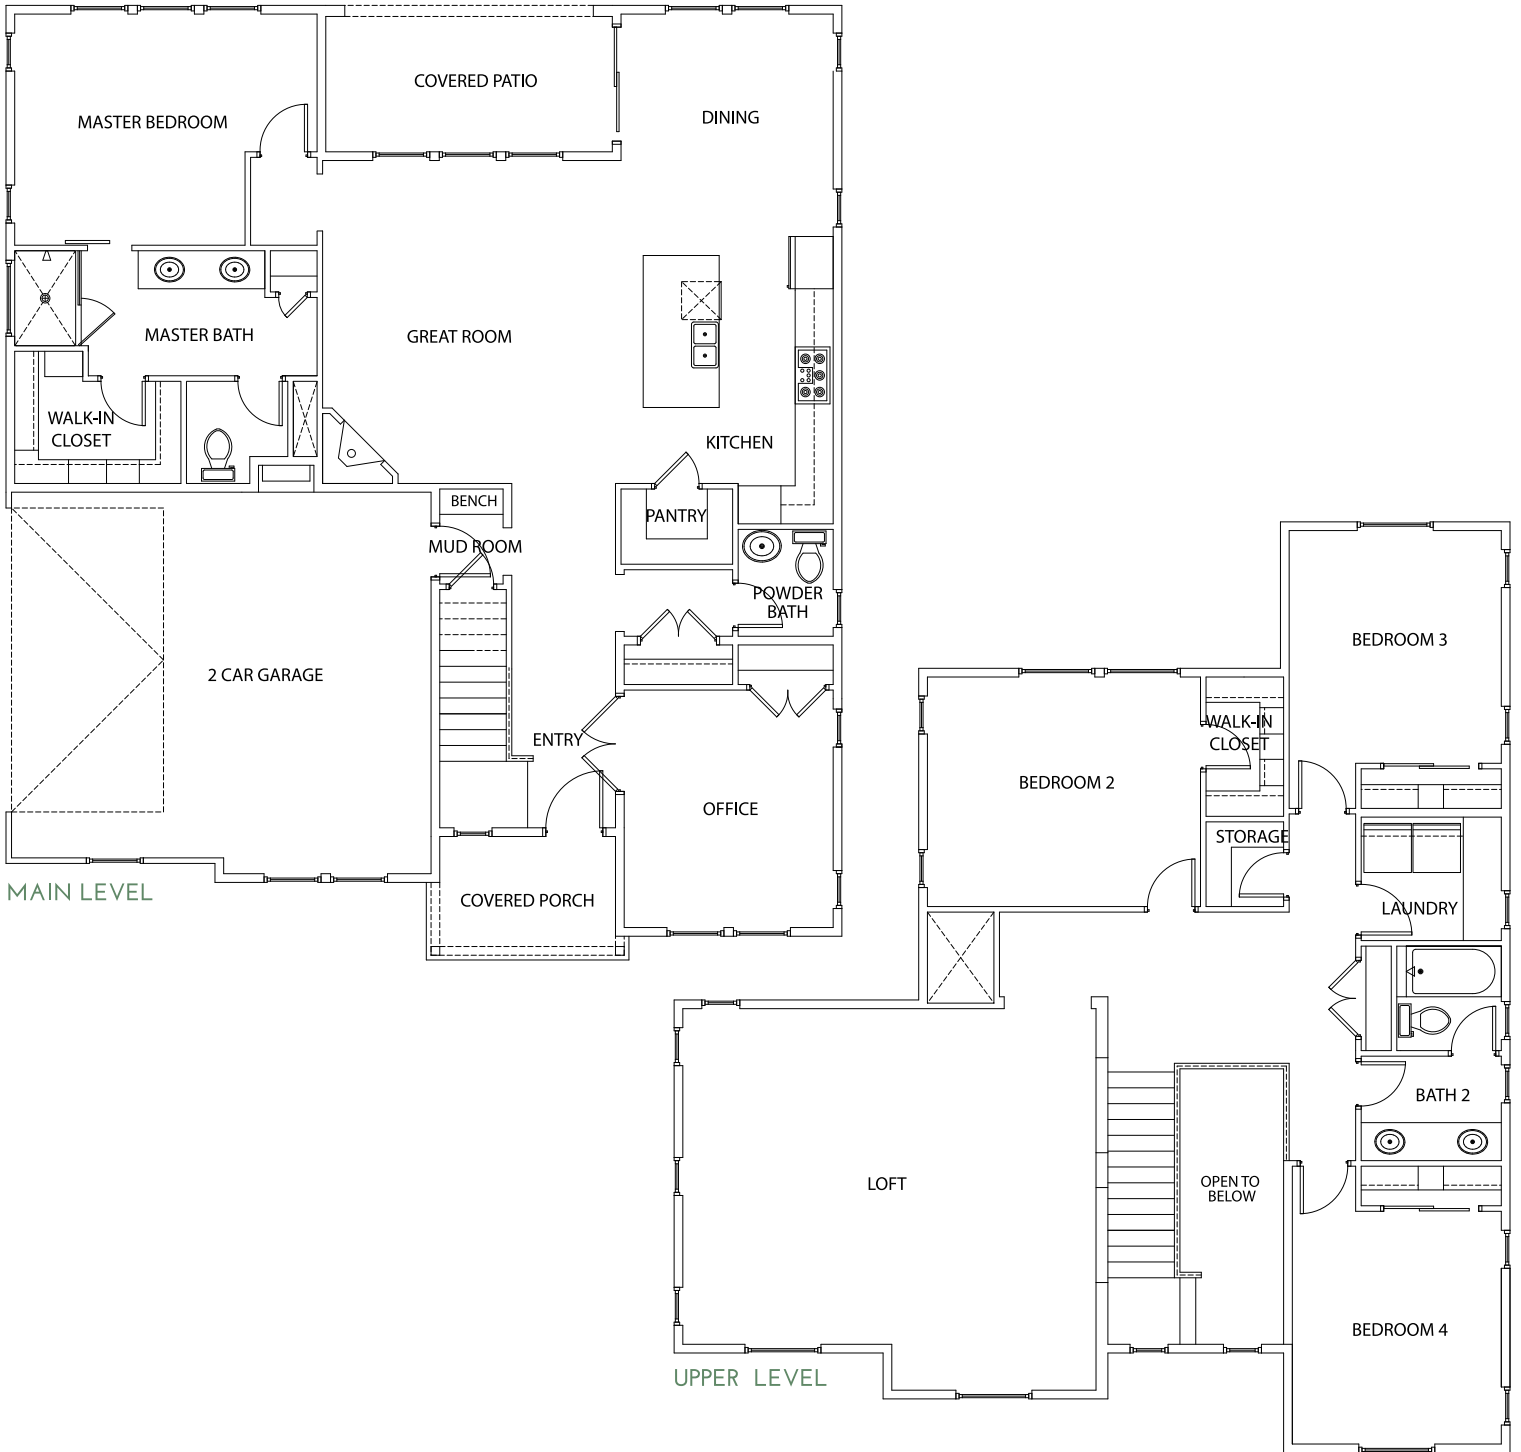 COVERED PATIO
DINING
MASTER BEDROOM
MASTER BATH
GREAT ROOM
WALK-IN
CLOSET
KITCHEN
BENCH
PANTRY
MUD ROOM
POWDER
BATH
2 CAR GARAGE
ENTRY
OFFICE
COVERED PORCH
MAIN LEVEL
BEDROOM 3
WALK-IN
CLOSET
BEDROOM 2
STORAGE
LAUNDRY
BATH 2
LOFT
OPEN TO
BELOW
BEDROOM 4
UPPER LEVEL